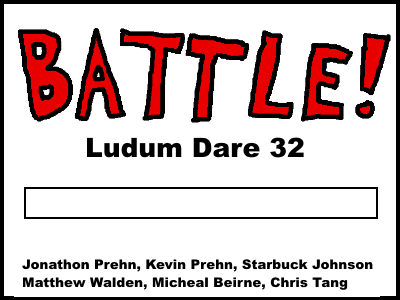 BATTLE!
Ludum Dare 32
Jonathon Prehn, Kevin Prehn, Starbuck Johnson
Matthew Walden, Micheal Beirne, Chris Tang